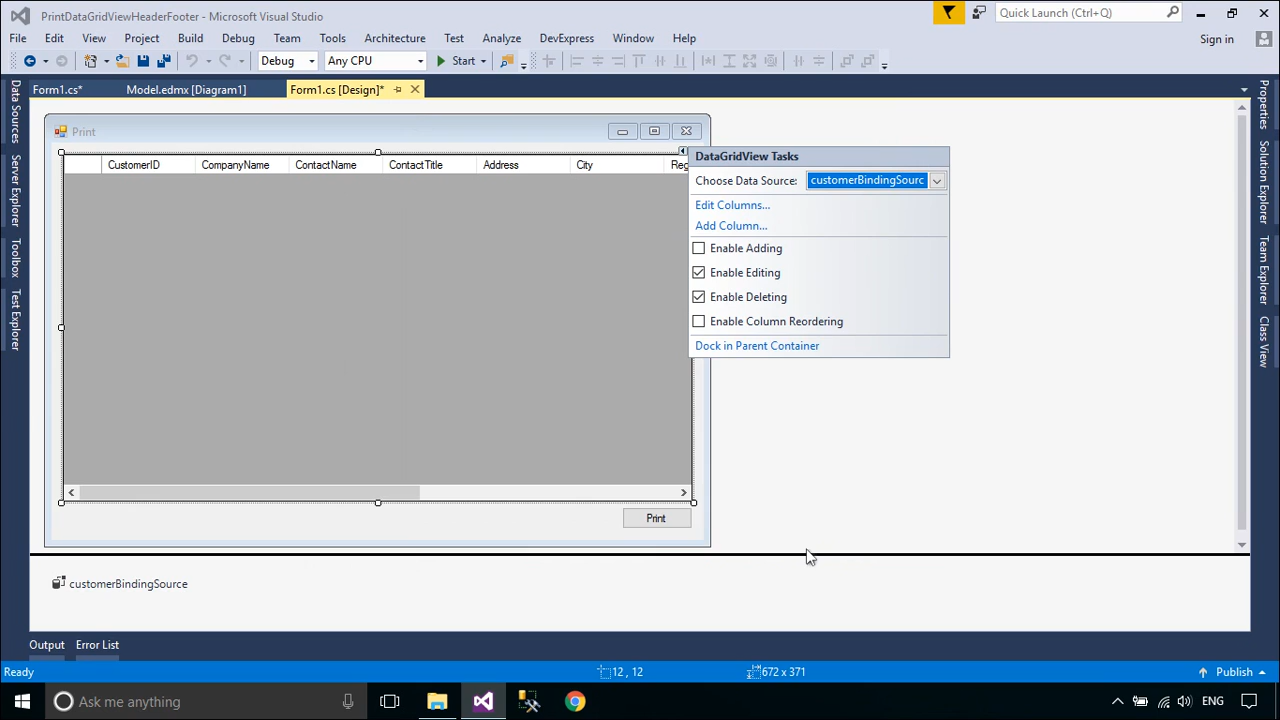 PrintDataGridViewHeaderFooter - Microsoft Visual Studio
Quick Launch (Ctrl+Q)
File Edit View Project Build Debug Team Tools Architecture Test Analyze DevExpress Window Help
Sign in
Debug Any CPU Start
Form1.cs* Model.edmx [Diagram1] Form1.cs [Design]*
Data Sources
Server Explorer
Toolbox
Test Explorer
Print
CustomerID CompanyName ContactName ContactTitle Address City Reg
DataGridView Tasks
Choose Data Source: customerBindingSourc
Edit Columns...
Add Column...
Enable Adding
Enable Editing
Enable Deleting
Enable Column Reordering
Dock in Parent Container
Print
customerBindingSource
Properties
Solution Explorer
Team Explorer
Class View
Output Error List
Ready 12 , 12 672 x 371 Publish
Ask me anything
ENG